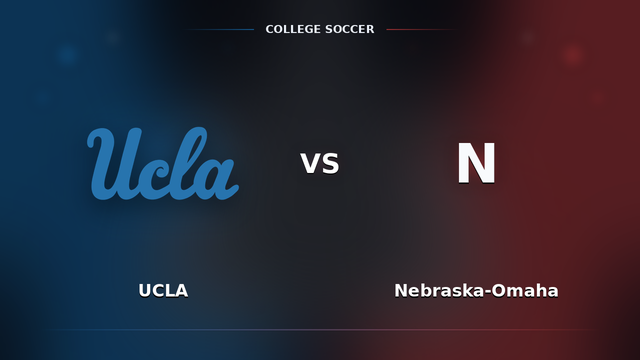 COLLEGE SOCCER
Ucla
VS
N
UCLA
Nebraska-Omaha